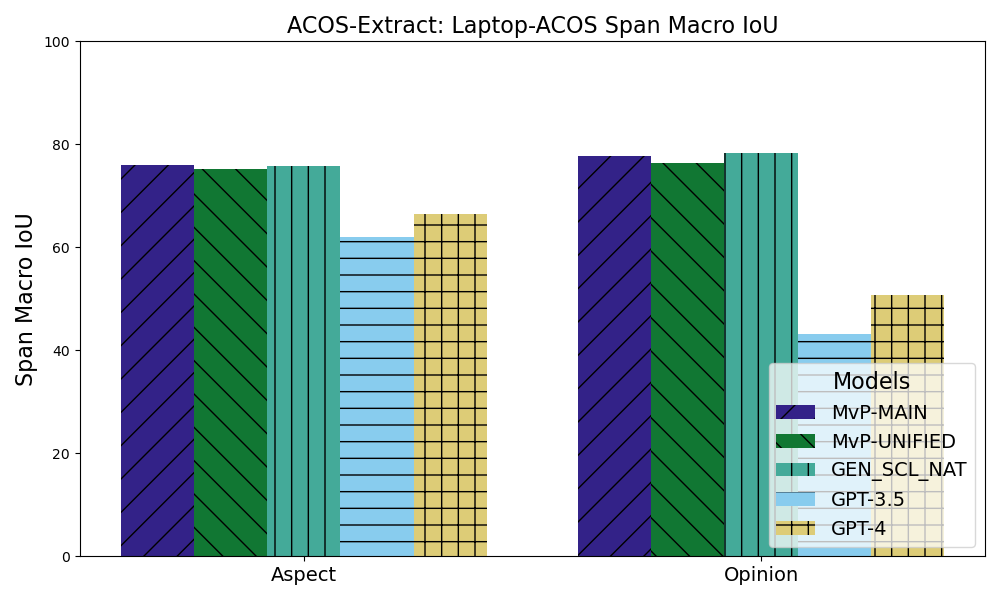 ACOS-Extract: Laptop-ACOS Span Macro IoU
Span Macro IoU
100
80
60
40
20
0
Aspect
Opinion
Models
MvP-MAIN
MvP-UNIFIED
GEN_SCL_NAT
GPT-3.5
GPT-4